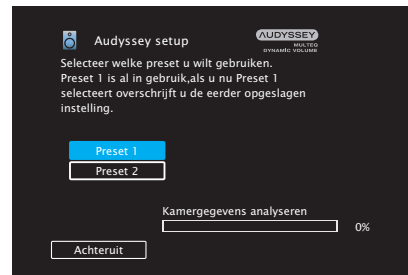 Audyssey setup
AUDYSSEY
MULTEQ
DYNAMIC VOLUME
Selecteer welke preset u wilt gebruiken.
Preset 1 is al in gebruik,als u nu Preset 1
selecteert overschrijft u de eerder opgeslagen
instelling.
Preset 1
Preset 2
Kamergegevens analyseren
0%
Achteruit